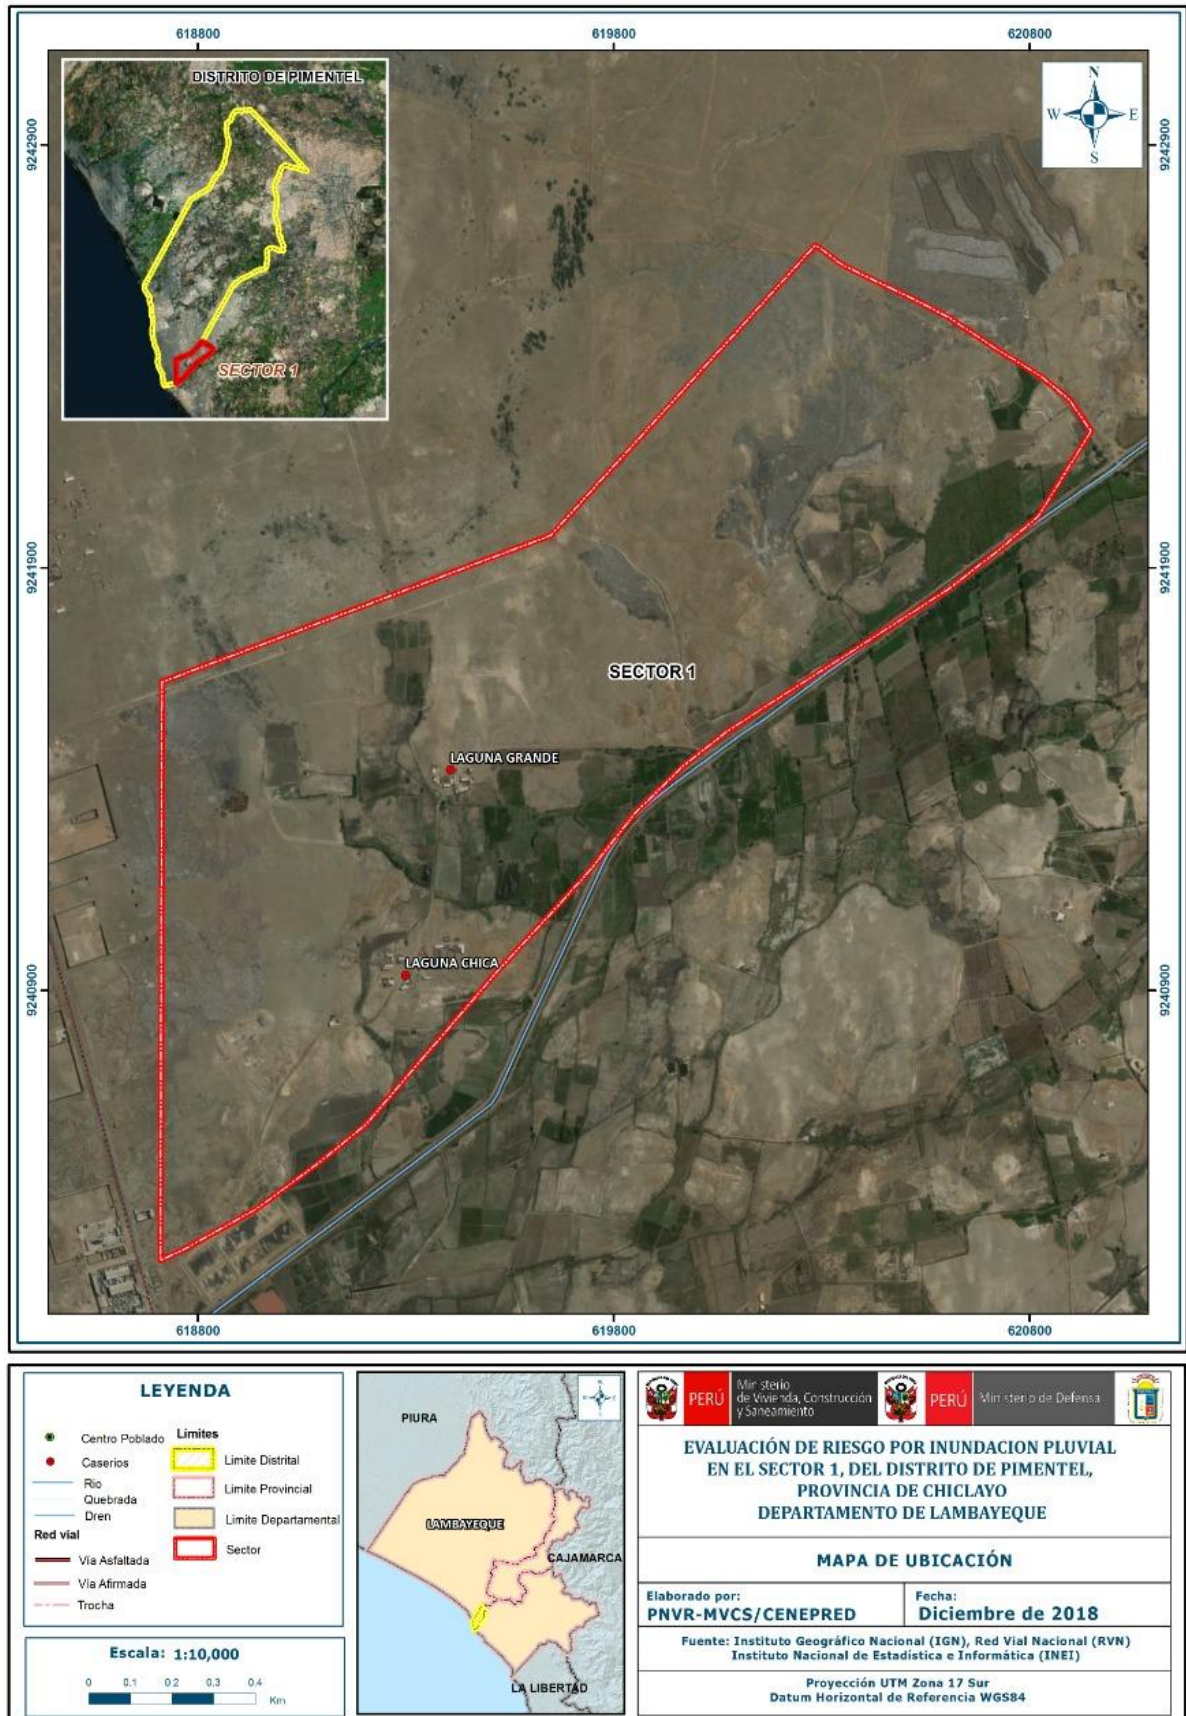 618800
619800
620800
DISTRITO DE PIMENTEL
SECTOR 1
N
W E
S
9242900
9242900
9241900
9241900
SECTOR 1
LAGUNA GRANDE
LAGUNA CHICA
9240900
9240900
618800
619800
620800
LEYENDA
Centro Poblado
Caserios
Rio
Quebrada
Dren
Red vial
Via Asfaltada
Via Afirmada
Trocha
Limites
Limite Distrital
Limite Provincial
Limite Departamental
Sector
Escala: 1:10,000
0 0.1 0.2 0.3 0.4
Km
PIURA
LAMBAYEQUE
CAJAMARCA
LA LIBERTAD
PERÚ
Ministerio
de Vivienda, Construcción
y Saneamiento
PERÚ
Ministerio de Defensa
EVALUACIÓN DE RIESGO POR INUNDACION PLUVIAL
EN EL SECTOR 1, DEL DISTRITO DE PIMENTEL,
PROVINCIA DE CHICLAYO
DEPARTAMENTO DE LAMBAYEQUE
MAPA DE UBICACIÓN
Elaborado por:
PNVR-MVCS/CENEPRED
Fecha:
Diciembre de 2018
Fuente: Instituto Geográfico Nacional (IGN), Red Vial Nacional (RVN)
Instituto Nacional de Estadística e Informática (INEI)
Proyección UTM Zona 17 Sur
Datum Horizontal de Referencia WGS84